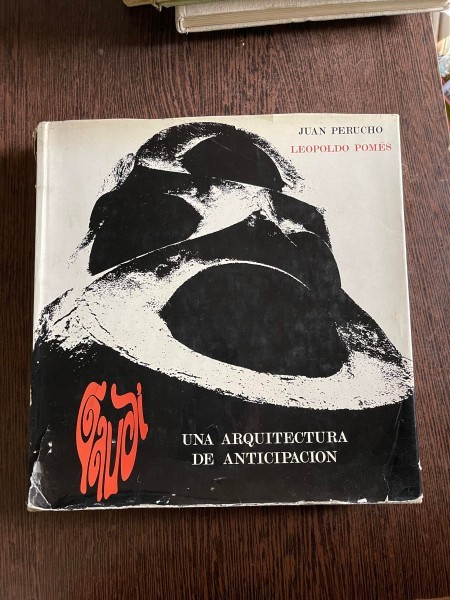 JUAN PERUCHO
LEOPOLDO POMÉS
Gaudí
UNA ARQUITECTURA
DE ANTICIPACION